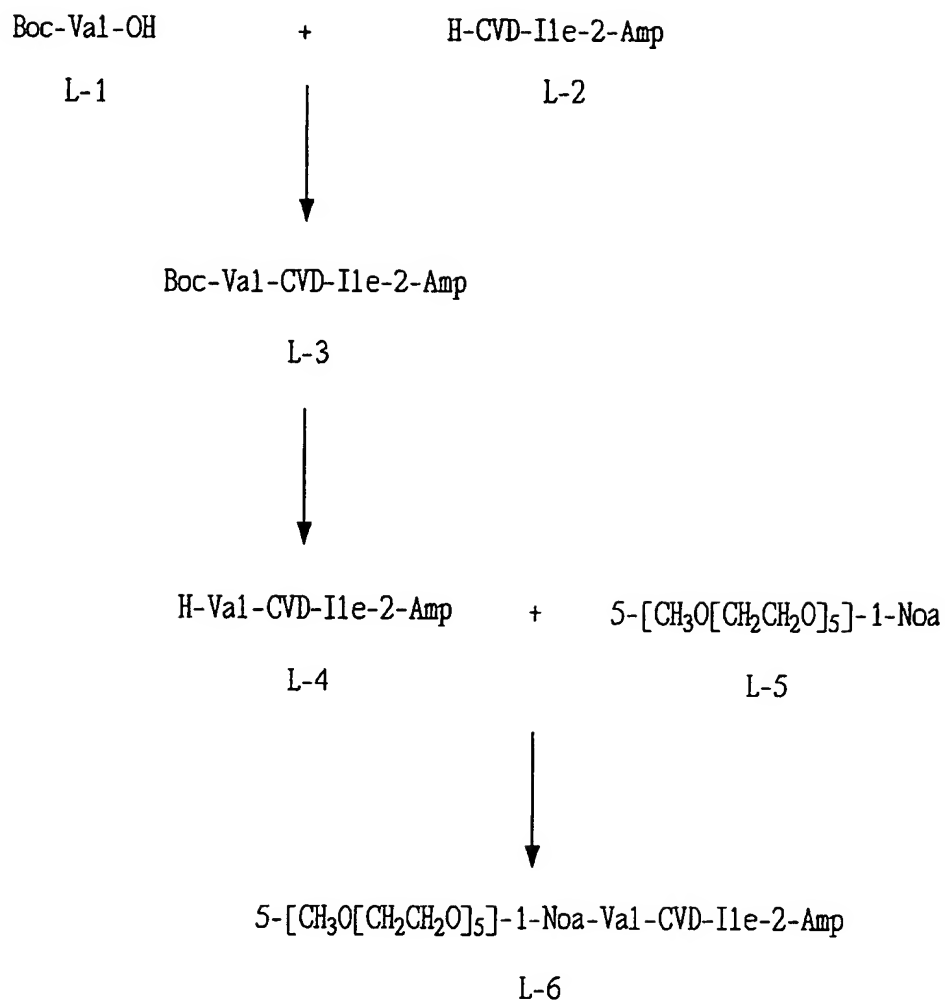 Boc-Val-OH + H-CVD-Ile-2-Amp
L-1 L-2
Boc-Val-CVD-Ile-2-Amp
L-3
H-Val-CVD-Ile-2-Amp + 5-[CH₃O[CH₂CH₂O]₅]-1-Noa
L-4 L-5
5-[CH₃O[CH₂CH₂O]₅]-1-Noa-Val-CVD-Ile-2-Amp
L-6